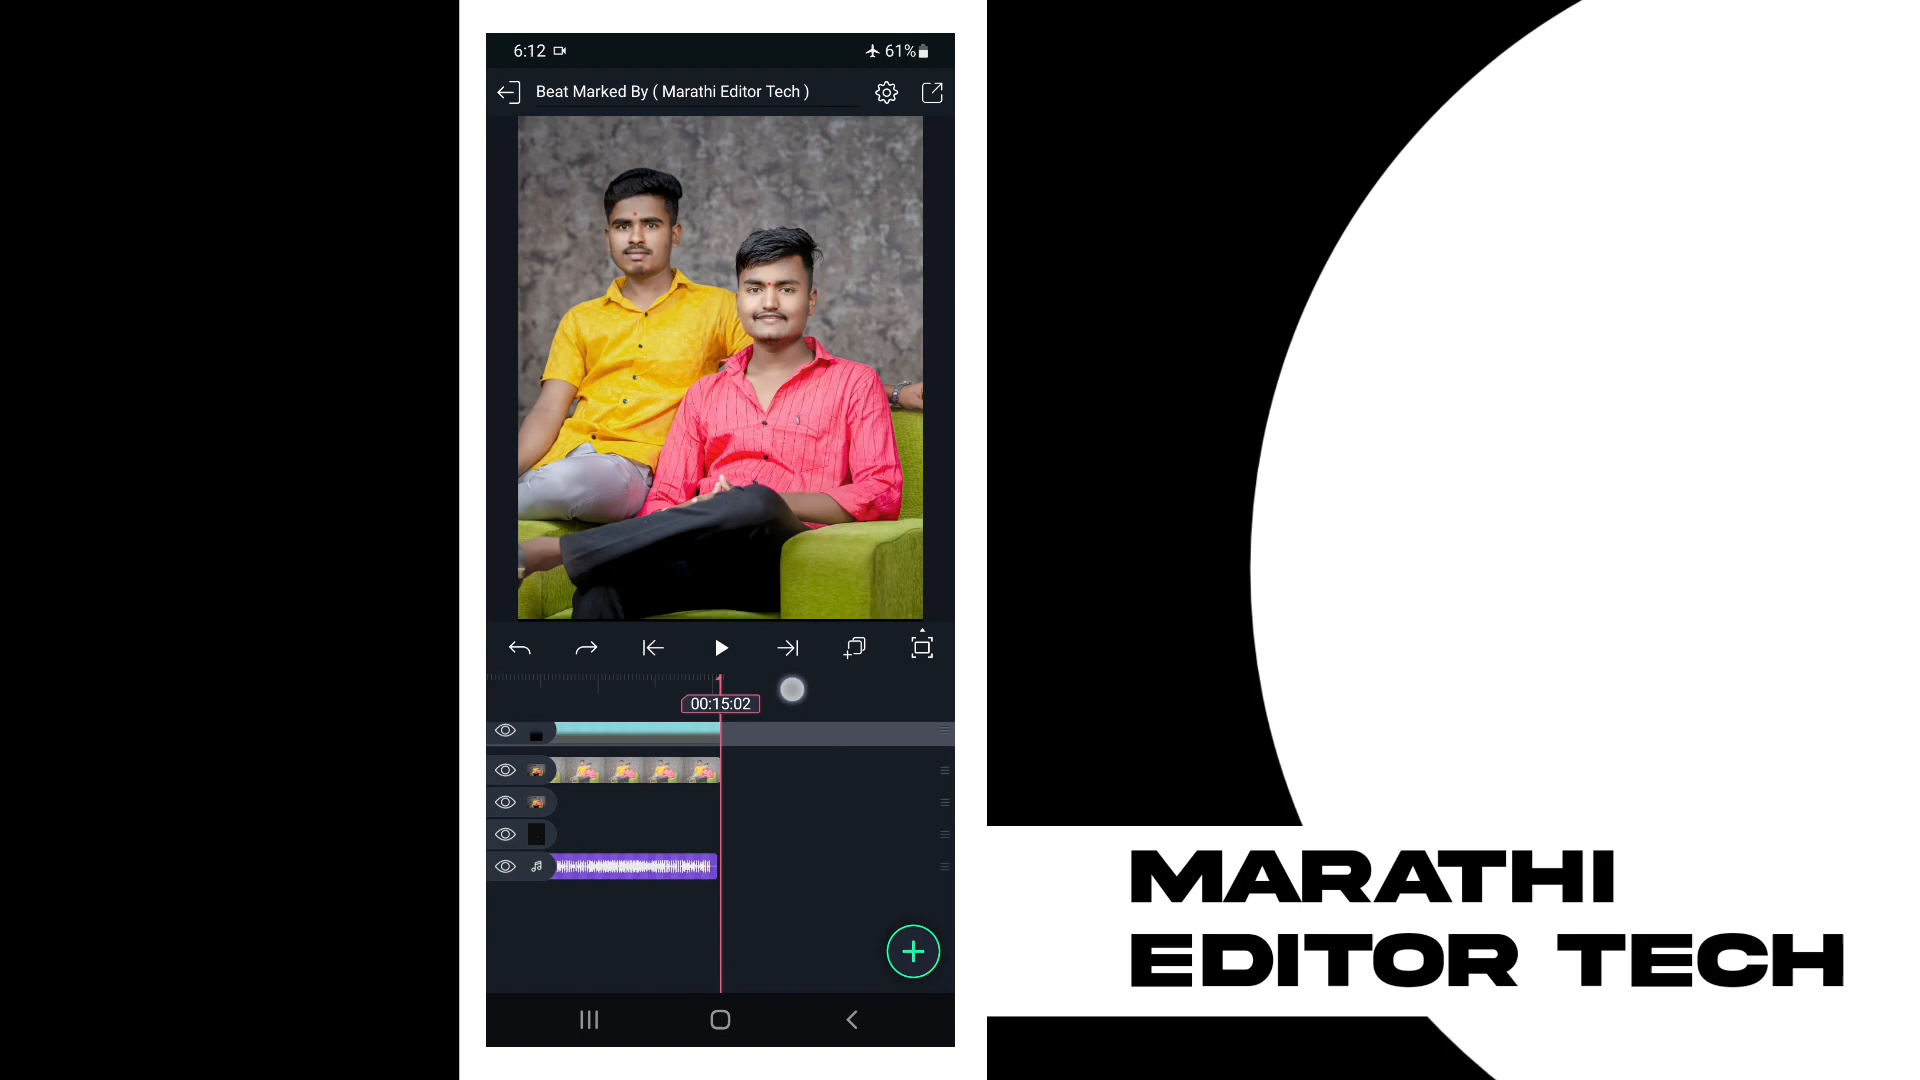 6:12
61%
Beat Marked By ( Marathi Editor Tech )
00:15:02
MARATHI
EDITOR TECH